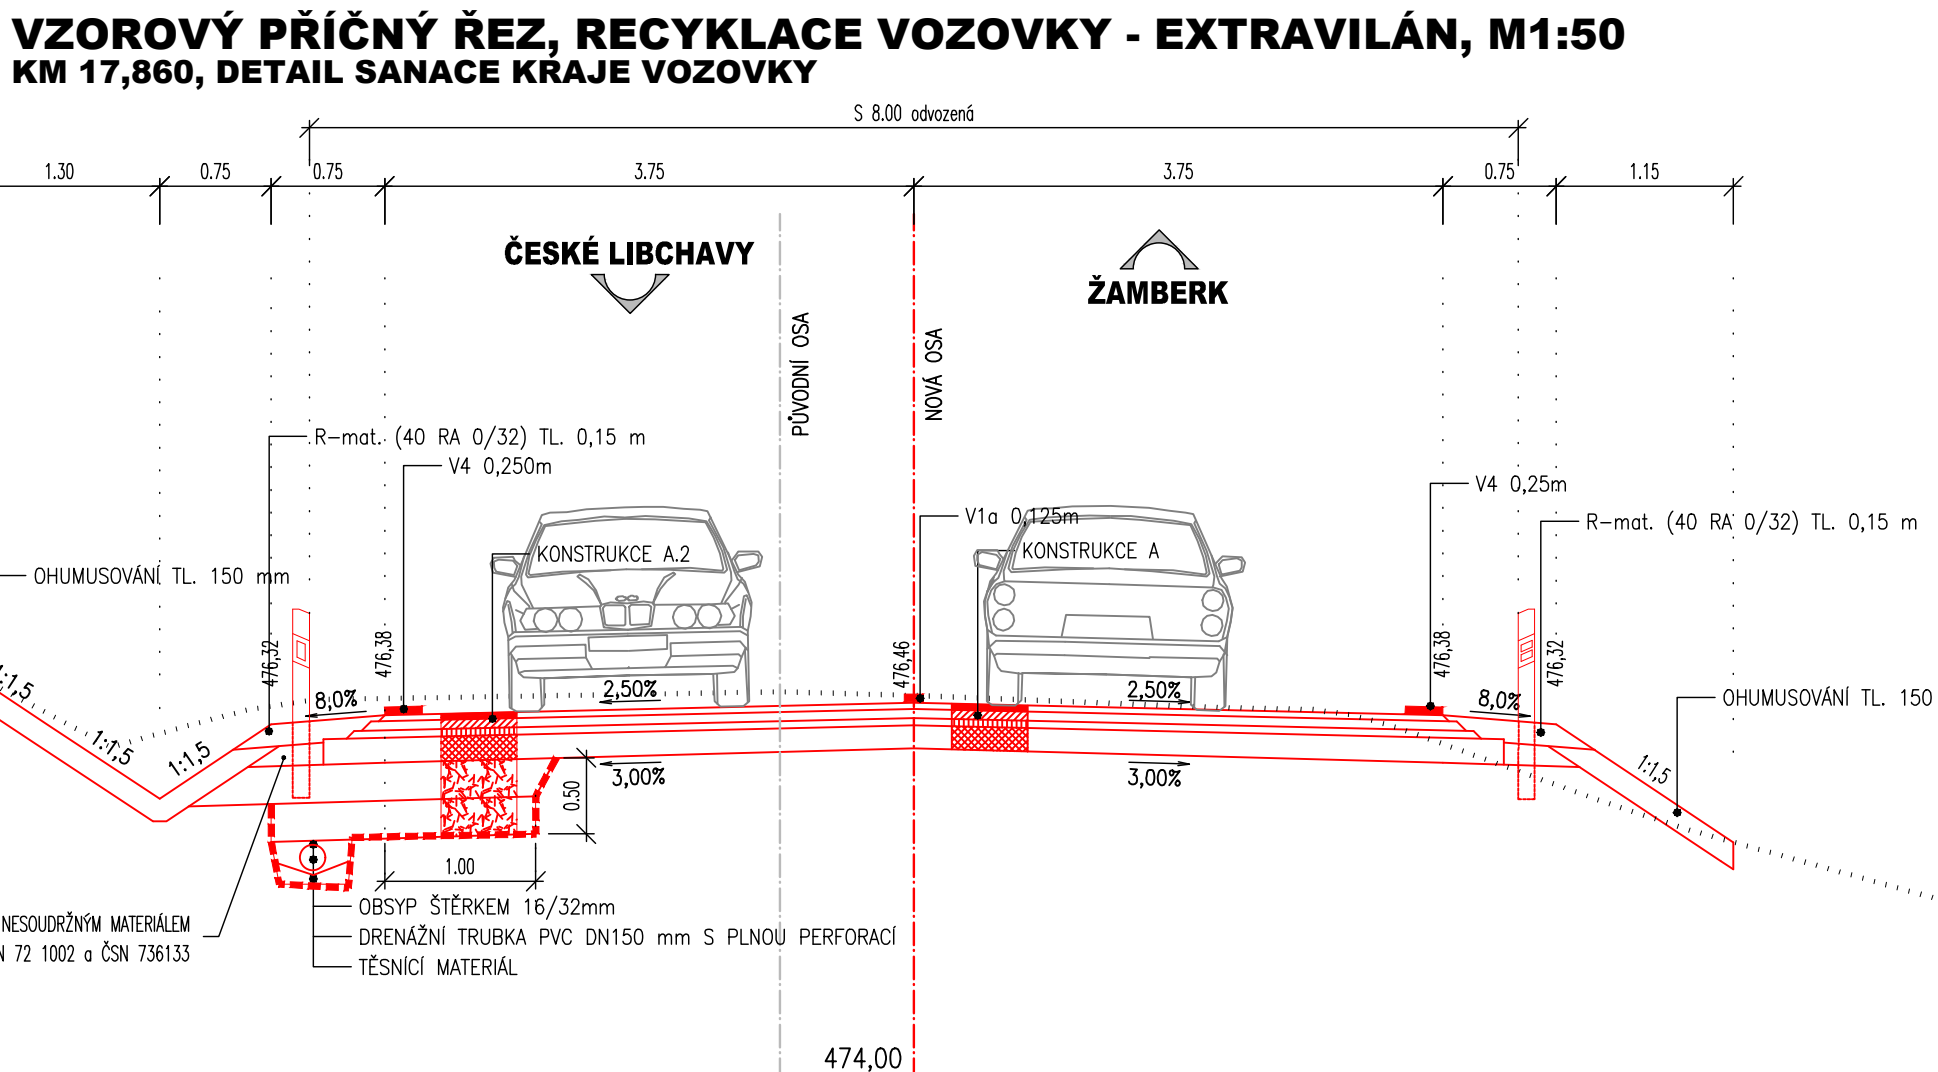 VZOROVÝ PŘÍČNÝ ŘEZ, RECYKLACE VOZOVKY - EXTRAVILÁN, M1:50
KM 17,860, DETAIL SANACE KRAJE VOZOVKY
S 8.00 odvozená
1.30
0.75
0.75
3.75
3.75
0.75
1.15
ČESKÉ LIBCHAVY
ŽAMBERK
PŮVODNÍ OSA
NOVÁ OSA
R-mat. (40 RA 0/32) TL. 0,15 m
V4 0,250m
V4 0,25m
V1a 0,125m
R-mat. (40 RA 0/32) TL. 0,15 m
KONSTRUKCE A.2
KONSTRUKCE A
OHUMUSOVÁNÍ TL. 150 mm
476,32
476,38
476,46
476,38
476,32
1:1,5
1:1,5
1:1,5
8,0%
2,50%
2,50%
8,0%
OHUMUSOVÁNÍ TL. 150
1:1,5
3,00%
3,00%
0.50
1.00
OBSYP ŠTĚRKEM 16/32mm
DRENÁŽNÍ TRUBKA PVC DN150 mm S PLNOU PERFORACÍ
TĚSNÍCÍ MATERIÁL
NESOUDRŽNÝM MATERIÁLEM
N 72 1002 a ČSN 736133
474,00